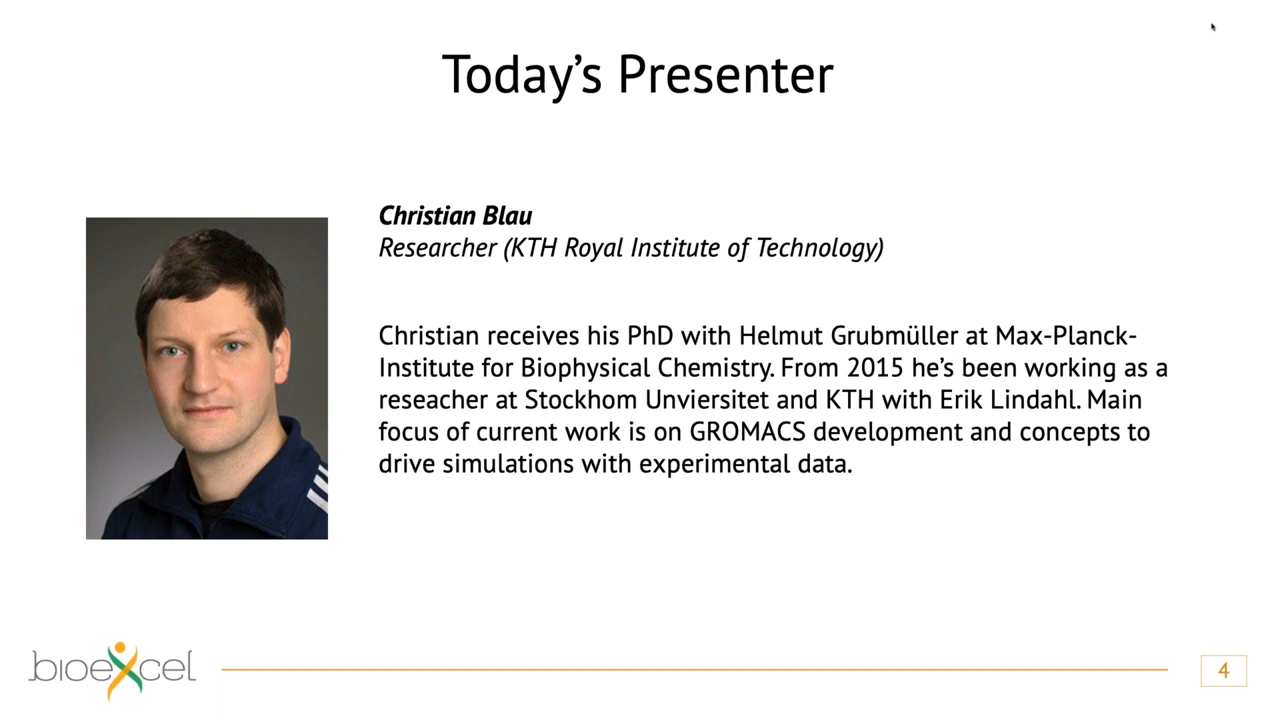 Today’s Presenter
Christian Blau
Researcher (KTH Royal Institute of Technology)
Christian receives his PhD with Helmut Grubmüller at Max-Planck-
Institute for Biophysical Chemistry. From 2015 he’s been working as a
reseacher at Stockhom Unviersitet and KTH with Erik Lindahl. Main
focus of current work is on GROMACS development and concepts to
drive simulations with experimental data.
bioexcel
4